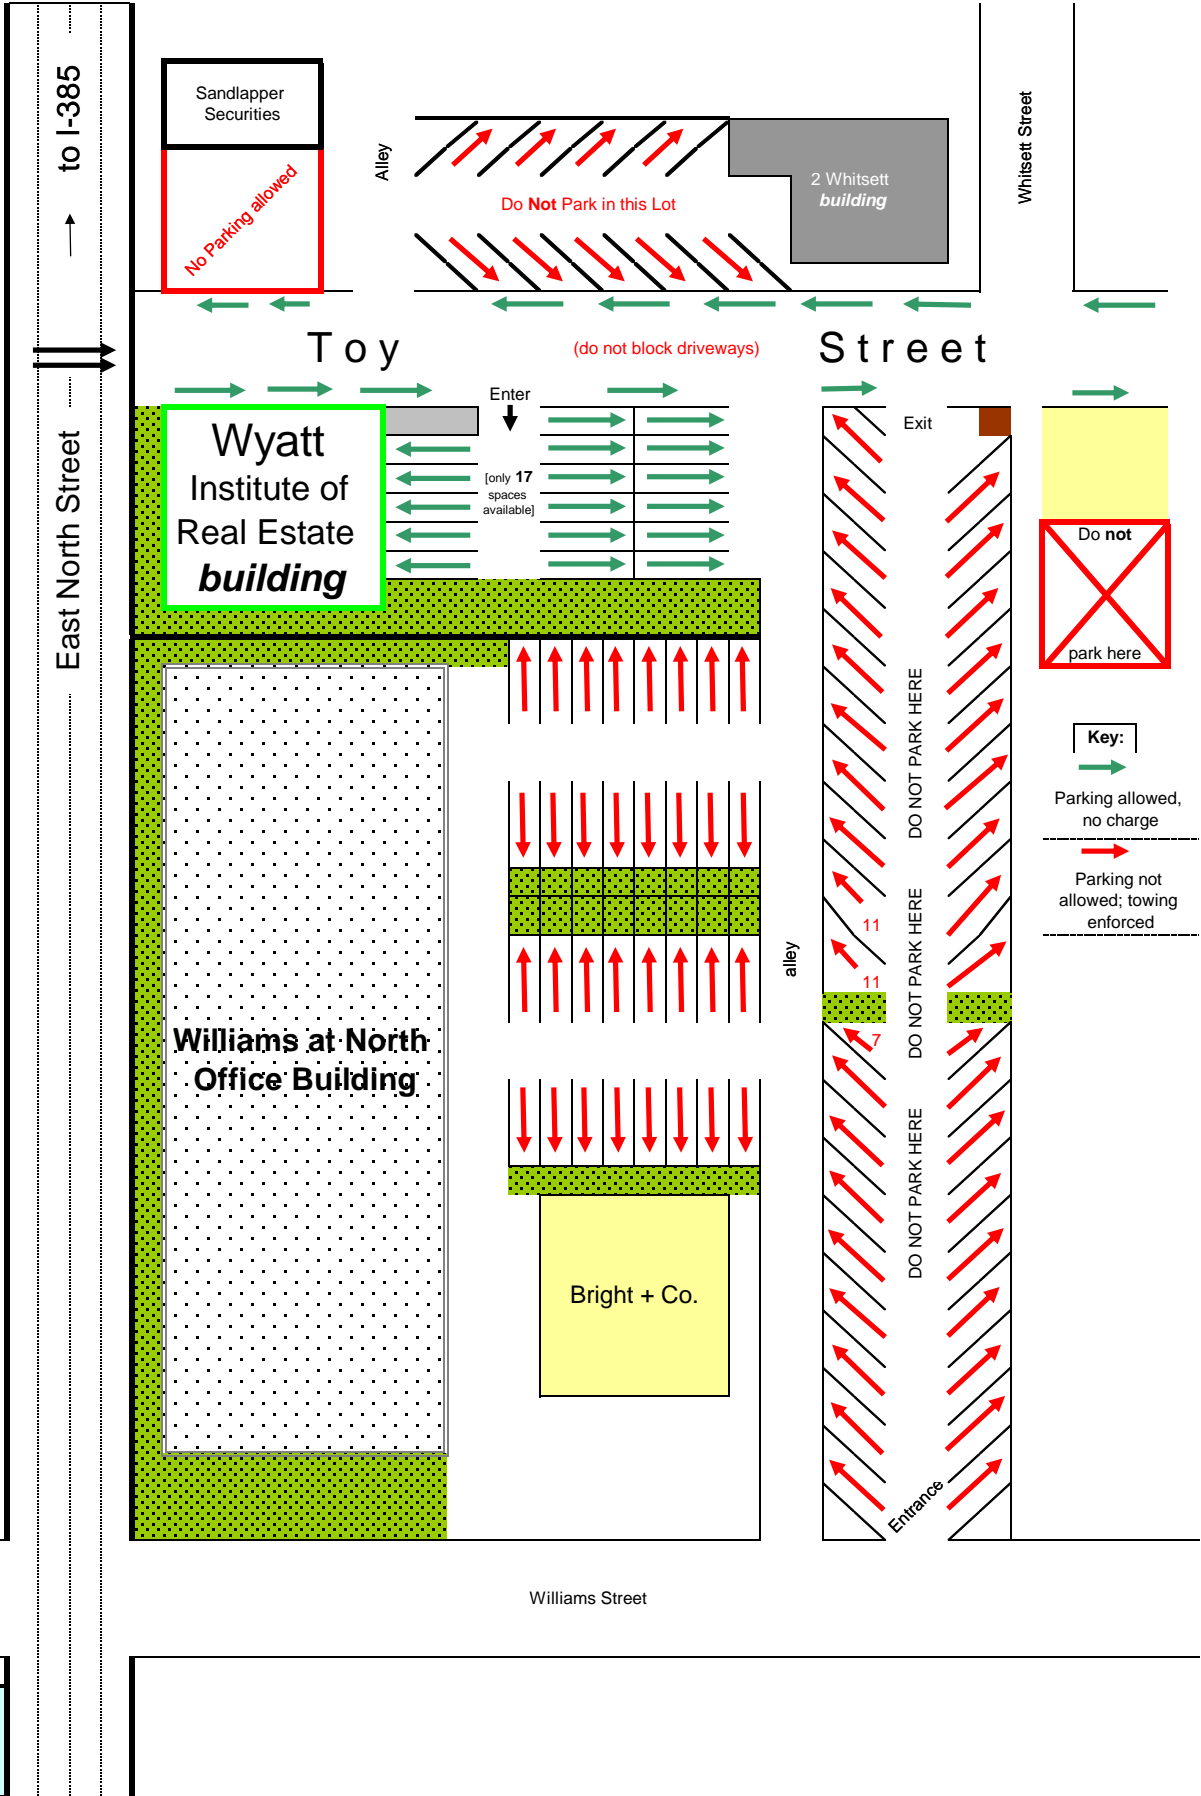 to I-385
Sandlapper
Securities
No Parking allowed
Alley
Do Not Park in this Lot
2 Whitsett
building
Whitsett Street
Toy Street
(do not block driveways)
East North Street
Wyatt
Institute of
Real Estate
building
Enter
[only 17
spaces
available]
Exit
Do not
park here
DO NOT PARK HERE
DO NOT PARK HERE
DO NOT PARK HERE
Key:
Parking allowed,
no charge
Parking not
allowed; towing
enforced
11
11
7
alley
Williams at North
Office Building
Bright + Co.
Entrance
Williams Street